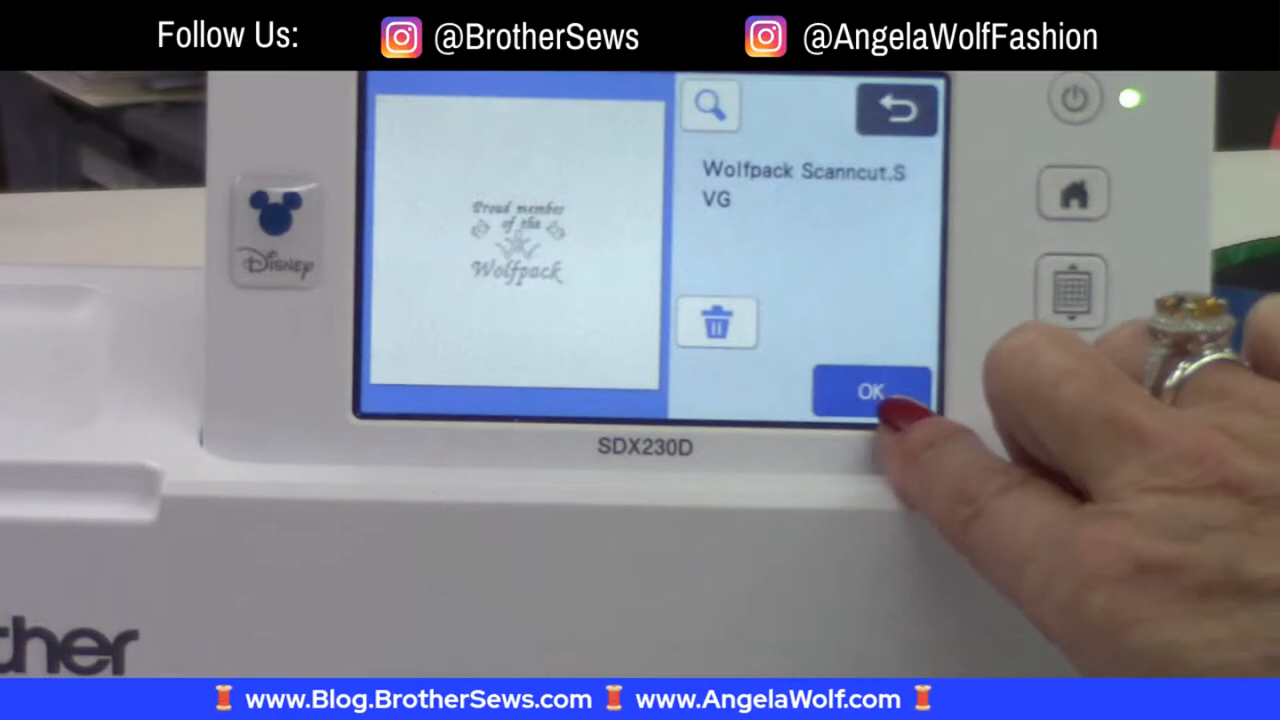 Follow Us:
@BrotherSews
@AngelaWolfFashion
Wolfpack Scanncut.S
VG
Proud member
of the
Wolfpack
DISNEY
OK
SDX230D
ther
www.Blog.BrotherSews.com
www.AngelaWolf.com